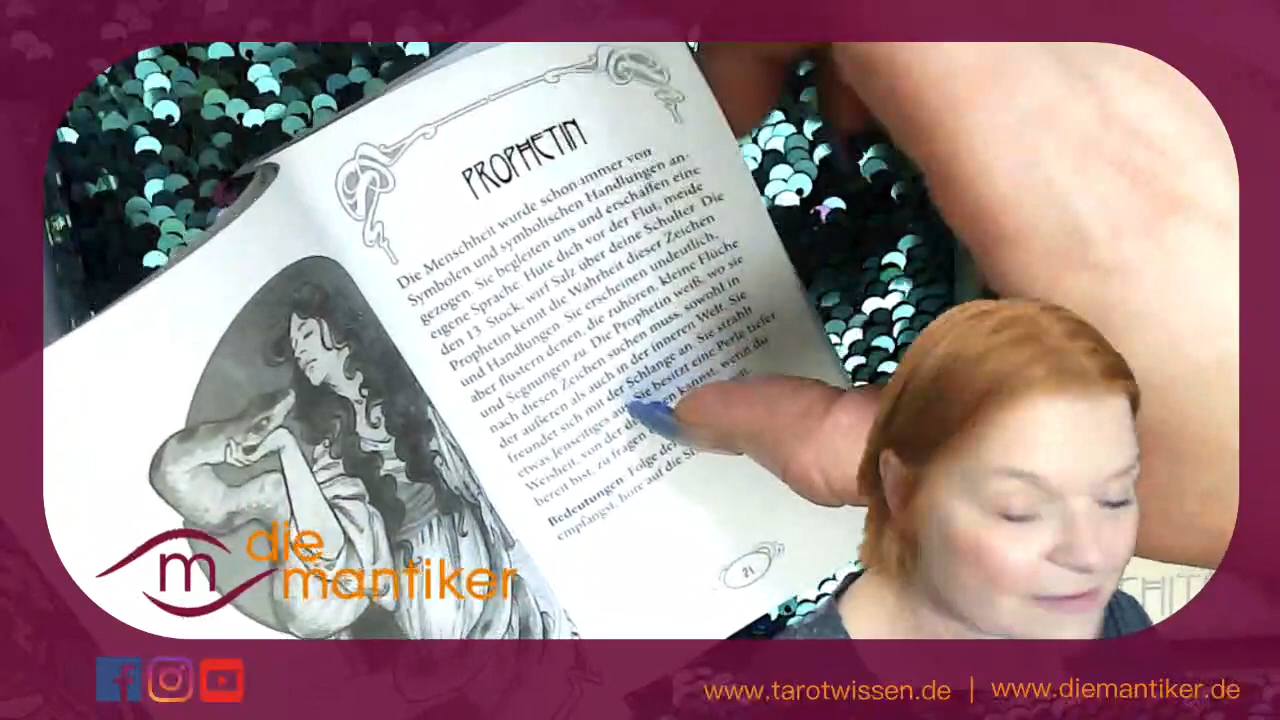 PROPHETIN
Die Menschheit wurde schon immer von
Symbolen und symbolischen Handlungen an-
gezogen. Sie begleiten uns und erschaffen eine
eigene Sprache. Hüte dich vor der Flut, meide
den 13. Stock, wirf Salz über deine Schulter. Die
Prophetin kennt die Wahrheit dieser Zeichen
und Handlungen. Sie erscheinen undeutlich,
aber flüstern denen, die zuhören, kleine Flüche
und Segnungen zu. Die Prophetin weiß, wo sie
nach diesen Zeichen suchen muss, sowohl in
der äußeren als auch in der inneren Welt. Sie
freundet sich mit der Schlange an. Sie strahlt
etwas Jenseitiges aus. Sie besitzt eine Perle tiefer
Weisheit, von der du kannst, wenn du
bereit bist, zu fragen
Bedeutungen: Folge den
empfängst, höre auf die
21
m die
mantiker
CHIT
www.tarotwissen.de | www.diemantiker.de